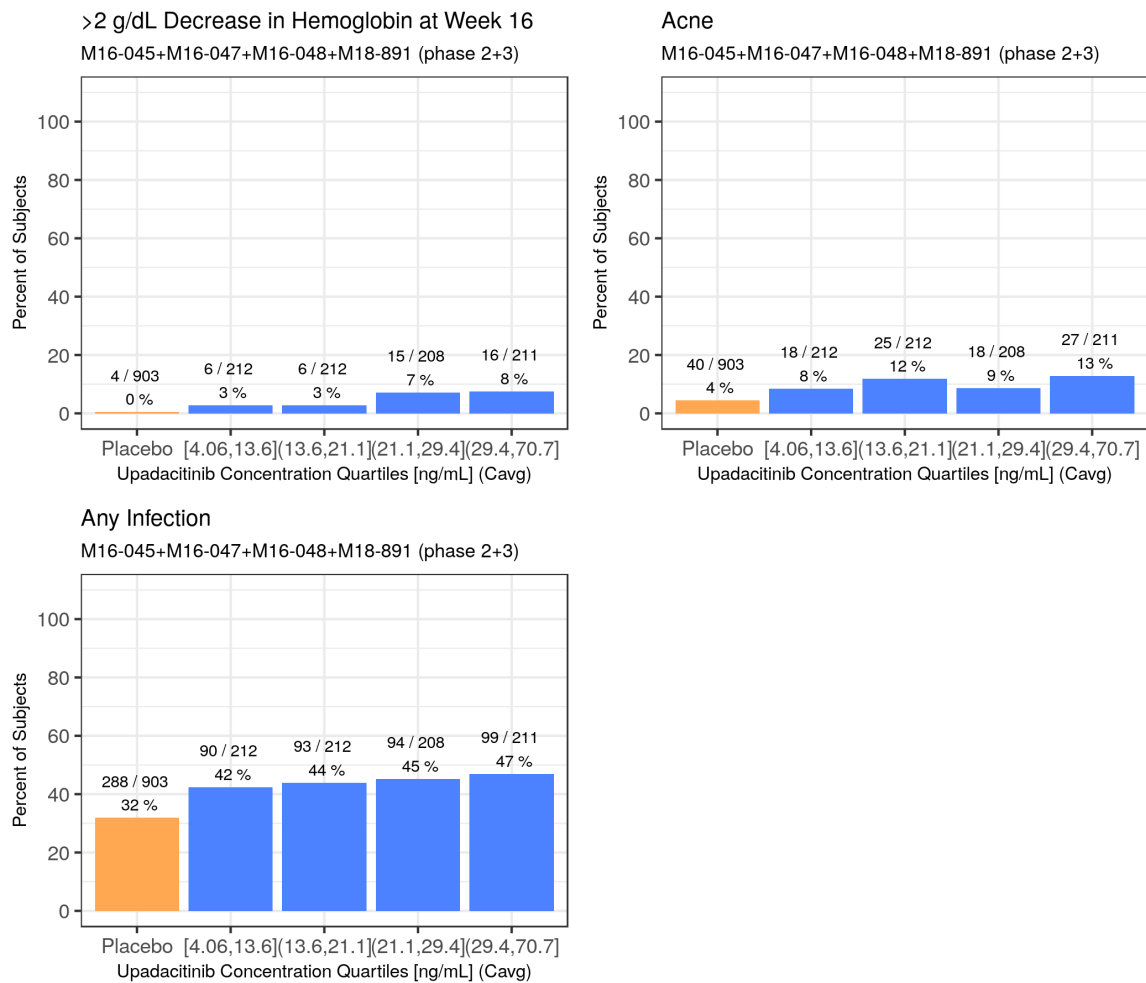 >2 g/dL Decrease in Hemoglobin at Week 16
M16-045+M16-047+M16-048+M18-891 (phase 2+3)
Percent of Subjects
100
80
60
40
20
0
4 / 903
0 %
6 / 212
3 %
6 / 212
3 %
15 / 208
7 %
16 / 211
8 %
Placebo [4.06,13.6] (13.6,21.1] (21.1,29.4] (29.4,70.7]
Upadacitinib Concentration Quartiles [ng/mL] (Cavg)
Acne
M16-045+M16-047+M16-048+M18-891 (phase 2+3)
Percent of Subjects
100
80
60
40
20
0
40 / 903
4 %
18 / 212
8 %
25 / 212
12 %
18 / 208
9 %
27 / 211
13 %
Placebo [4.06,13.6] (13.6,21.1] (21.1,29.4] (29.4,70.7]
Upadacitinib Concentration Quartiles [ng/mL] (Cavg)
Any Infection
M16-045+M16-047+M16-048+M18-891 (phase 2+3)
Percent of Subjects
100
80
60
40
20
0
288 / 903
32 %
90 / 212
42 %
93 / 212
44 %
94 / 208
45 %
99 / 211
47 %
Placebo [4.06,13.6] (13.6,21.1] (21.1,29.4] (29.4,70.7]
Upadacitinib Concentration Quartiles [ng/mL] (Cavg)